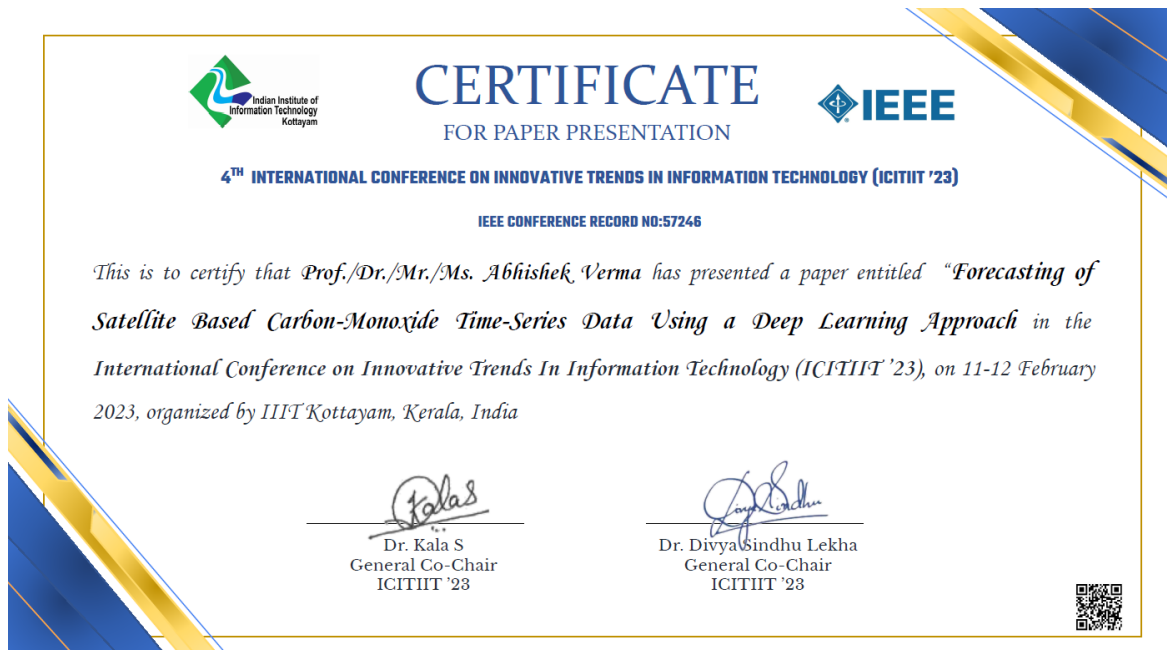 Indian Institute of
Information Technology
Kottayam
CERTIFICATE
FOR PAPER PRESENTATION
IEEE
4TH INTERNATIONAL CONFERENCE ON INNOVATIVE TRENDS IN INFORMATION TECHNOLOGY (ICITIIT ’23)
IEEE CONFERENCE RECORD NO:57246
This is to certify that Prof./Dr./Mr./Ms. Abhishek Verma has presented a paper entitled “Forecasting of
Satellite Based Carbon-Monoxide Time-Series Data Using a Deep Learning Approach in the
International Conference on Innovative Trends In Information Technology (ICITIIT ’23), on 11-12 February
2023, organized by IIIT Kottayam, Kerala, India
Kala S
Divya Sindhu
Dr. Kala S
General Co-Chair
ICITIIT ’23
Dr. Divya Sindhu Lekha
General Co-Chair
ICITIIT ’23